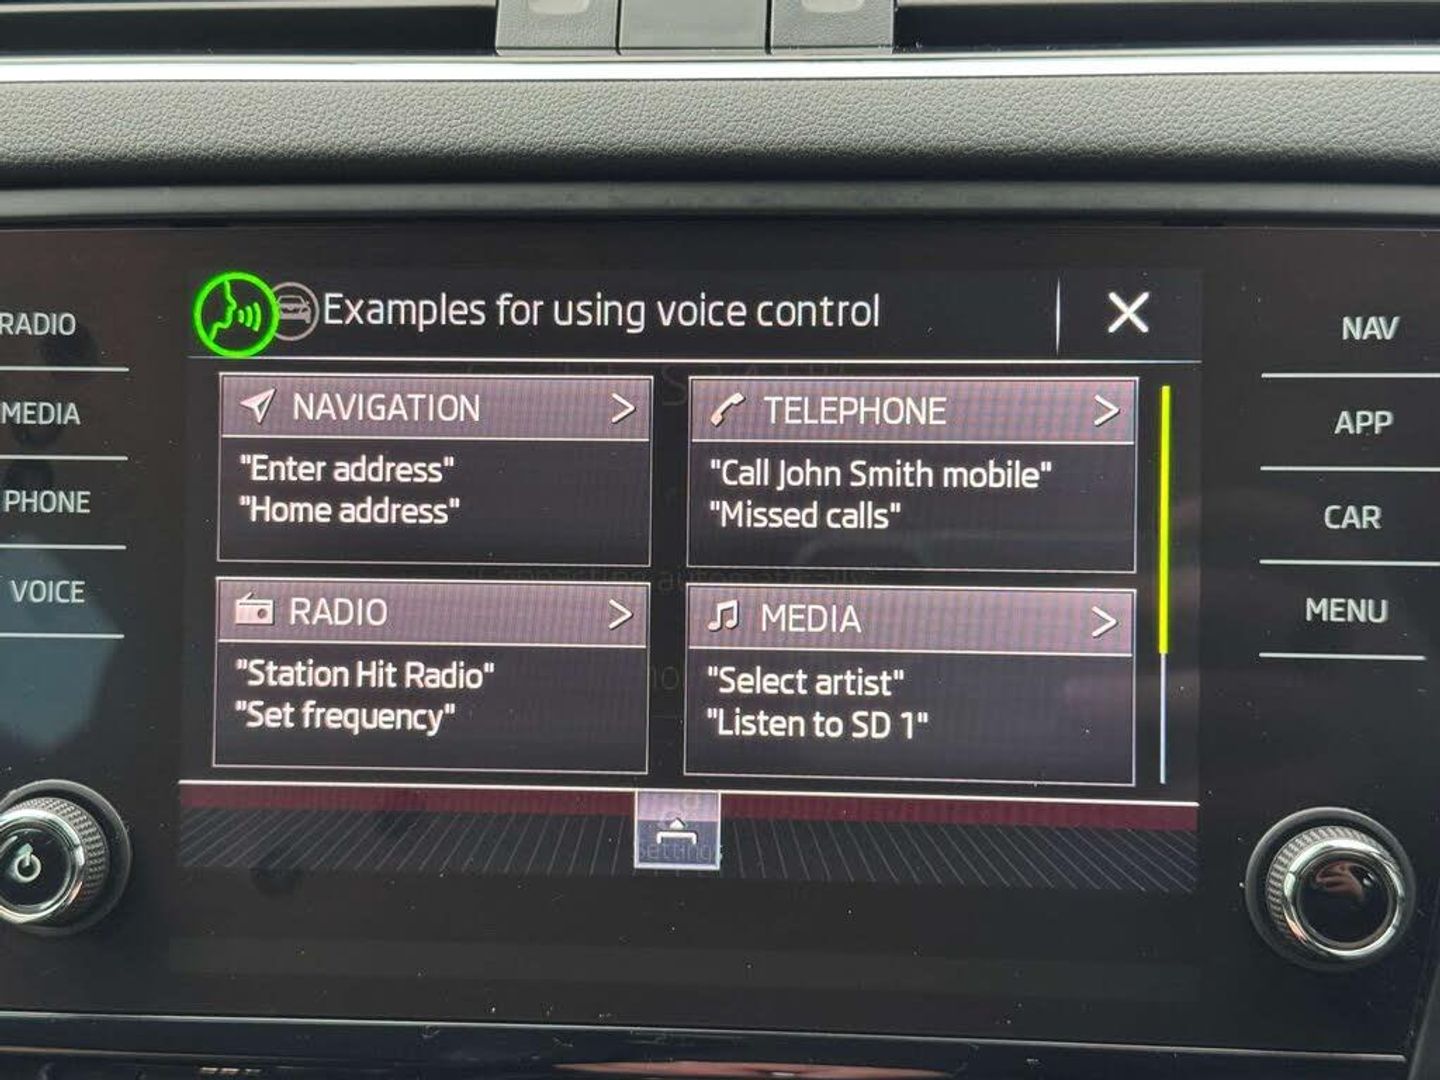 Examples for using voice control
RADIO
MEDIA
PHONE
VOICE
NAVIGATION
"Enter address"
"Home address"
TELEPHONE
"Call John Smith mobile"
"Missed calls"
RADIO
"Station Hit Radio"
"Set frequency"
MEDIA
"Select artist"
"Listen to SD 1"
Settings
NAV
APP
CAR
MENU